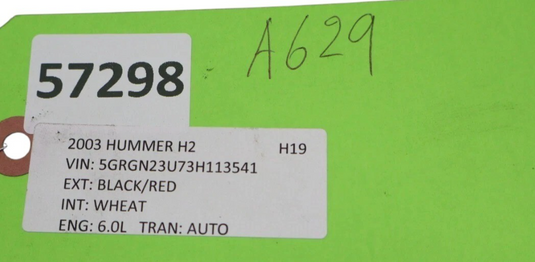 A629
57298
2003 HUMMER H2 H19
VIN: 5GRGN23U73H113541
EXT: BLACK/RED
INT: WHEAT
ENG: 6.0L TRAN: AUTO